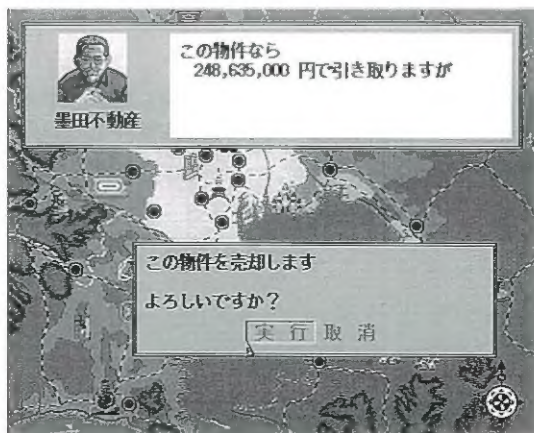 この物件なら
248,635,000 円で引き取りますが
墨田不動産
この物件を売却します
よろしいですか?
実 行 取 消